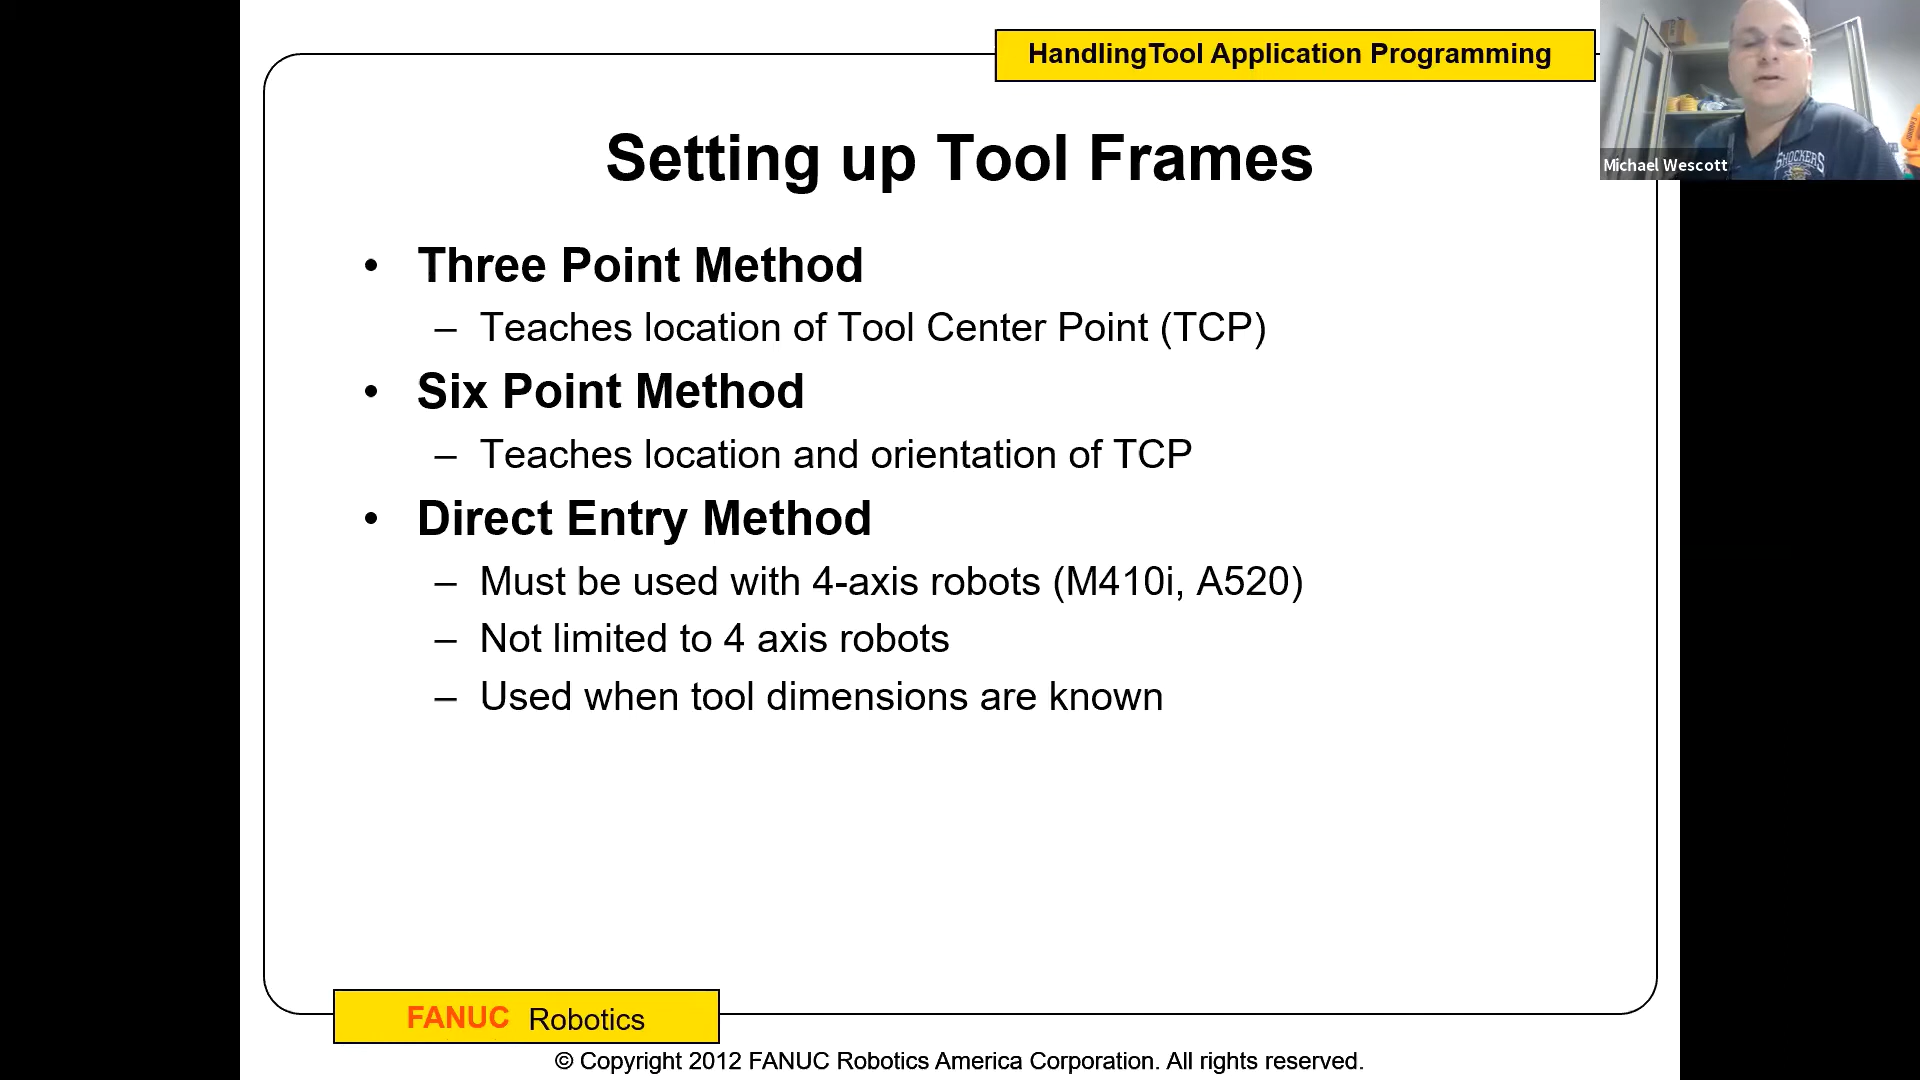 HandlingTool Application Programming
Michael Wescott
SHOCKERS
Setting up Tool Frames
• Three Point Method
– Teaches location of Tool Center Point (TCP)
• Six Point Method
– Teaches location and orientation of TCP
• Direct Entry Method
– Must be used with 4-axis robots (M410i, A520)
– Not limited to 4 axis robots
– Used when tool dimensions are known
FANUC Robotics
© Copyright 2012 FANUC Robotics America Corporation. All rights reserved.